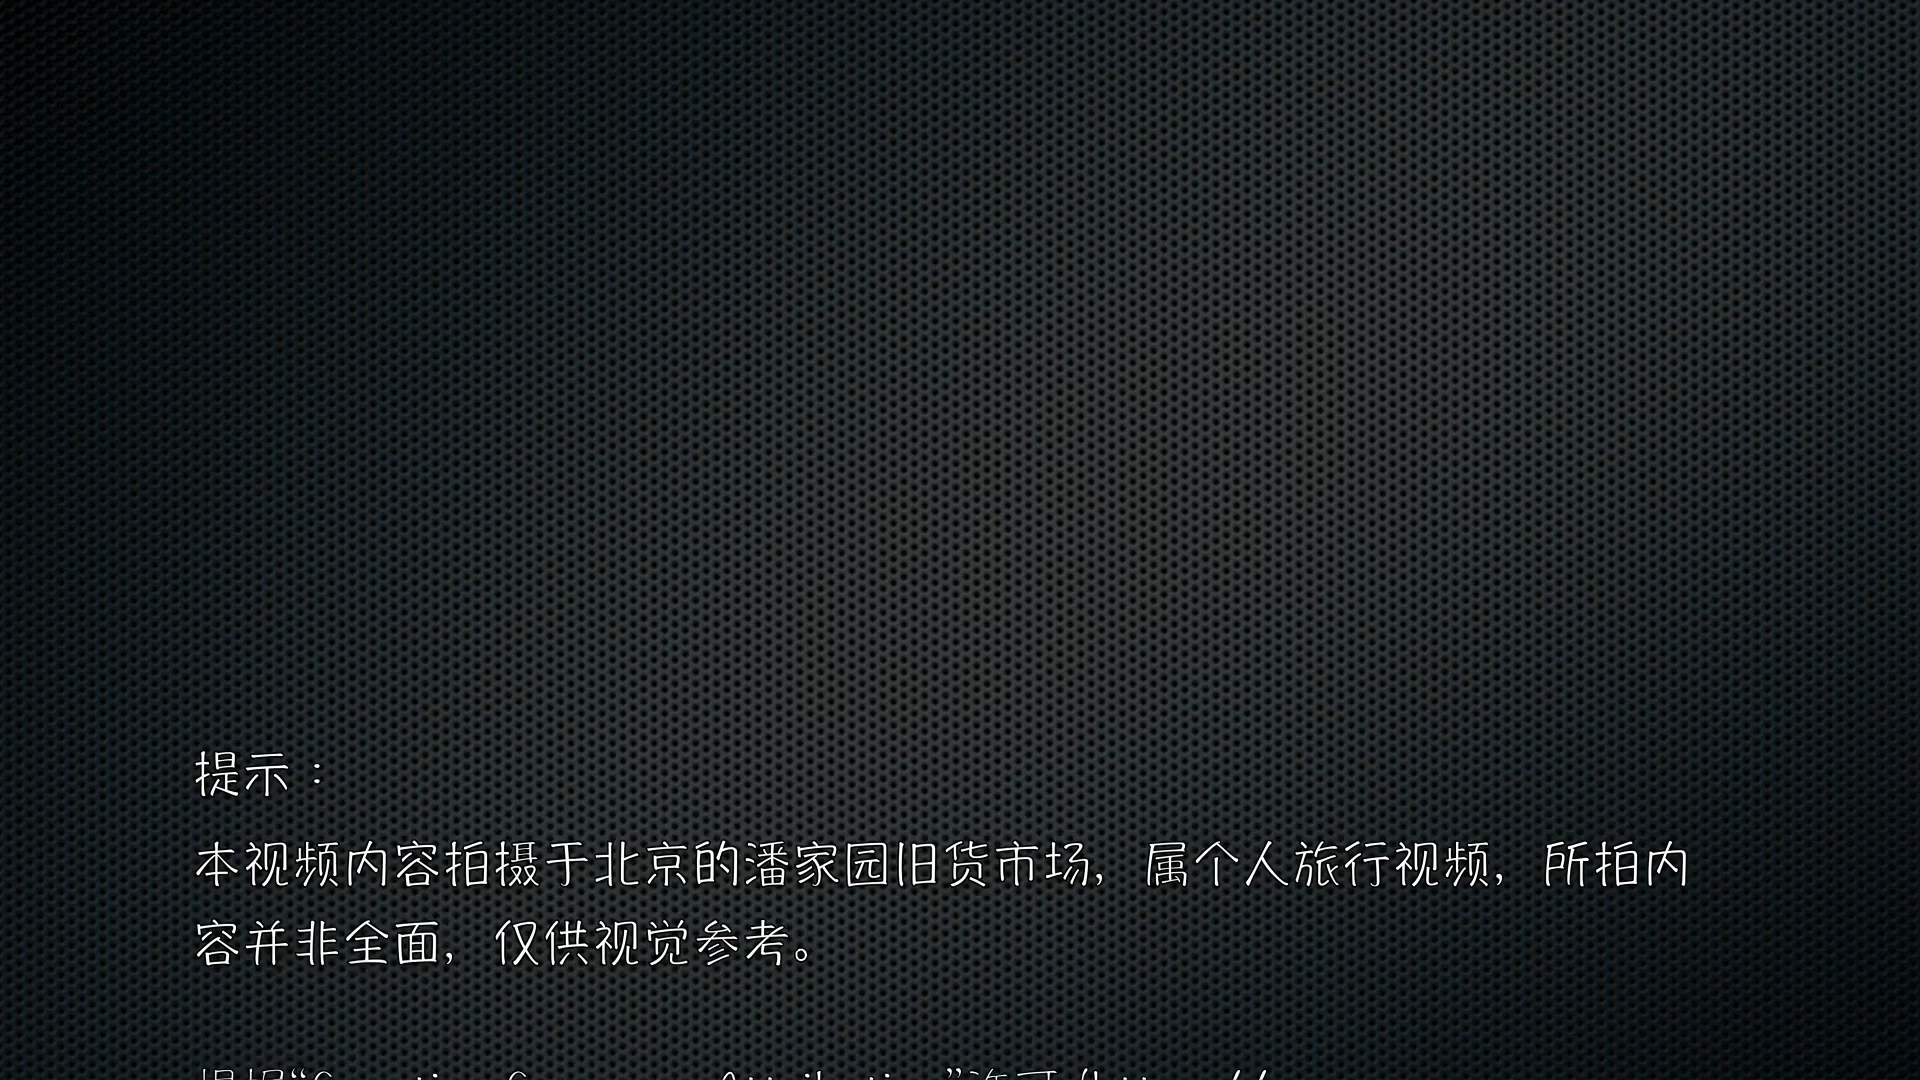 提示：
本视频内容拍摄于北京的潘家园旧货市场，属个人旅行视频，所拍内
容并非全面，仅供视觉参考。